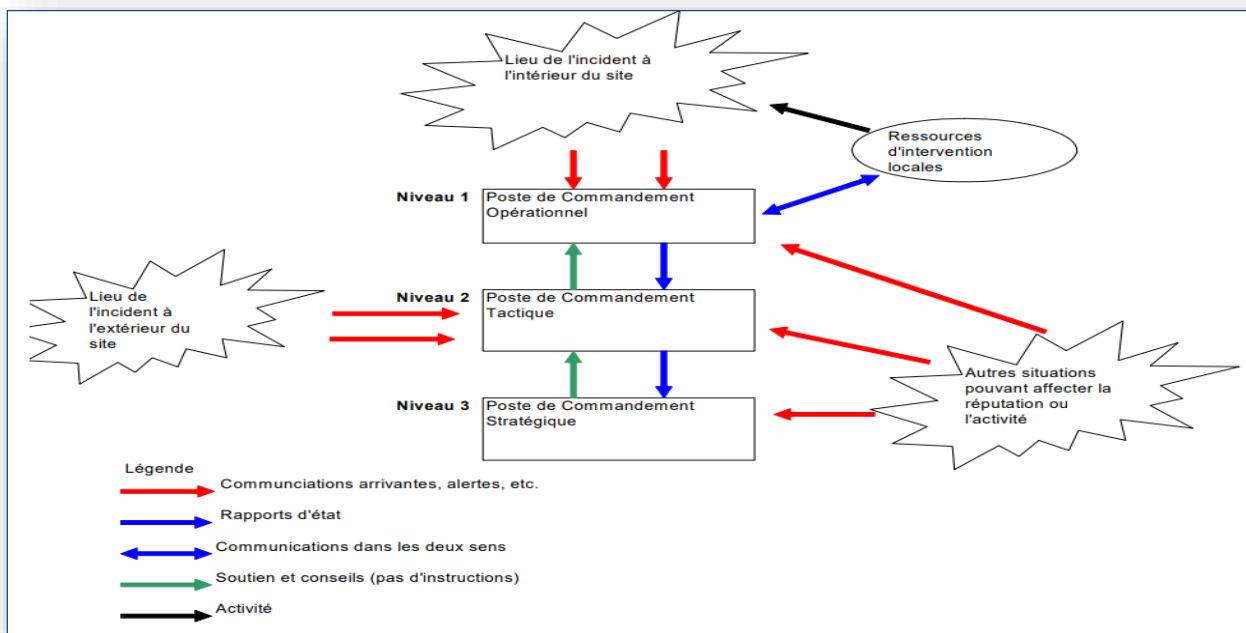 Lieu de l'incident à
l'intérieur du site
Ressources
d'intervention
locales
Niveau 1
Poste de Commandement
Opérationnel
Lieu de
l'incident à
l'extérieur du
site
Niveau 2
Poste de Commandement
Tactique
Autres situations
pouvant affecter la
réputation ou
l'activité
Niveau 3
Poste de Commandement
Stratégique
Légende
Communciations arrivantes, alertes, etc.
Rapports d'état
Communications dans les deux sens
Soutien et conseils (pas d'instructions)
Activité